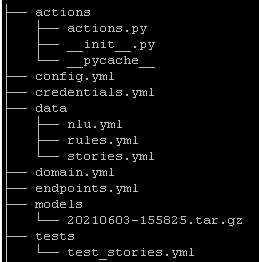 ├── actions
│   ├── actions.py
│   ├── __init__.py
│   └── __pycache__
├── config.yml
├── credentials.yml
├── data
│   ├── nlu.yml
│   ├── rules.yml
│   └── stories.yml
├── domain.yml
├── endpoints.yml
├── models
│   └── 20210603-155825.tar.gz
├── tests
│   └── test_stories.yml